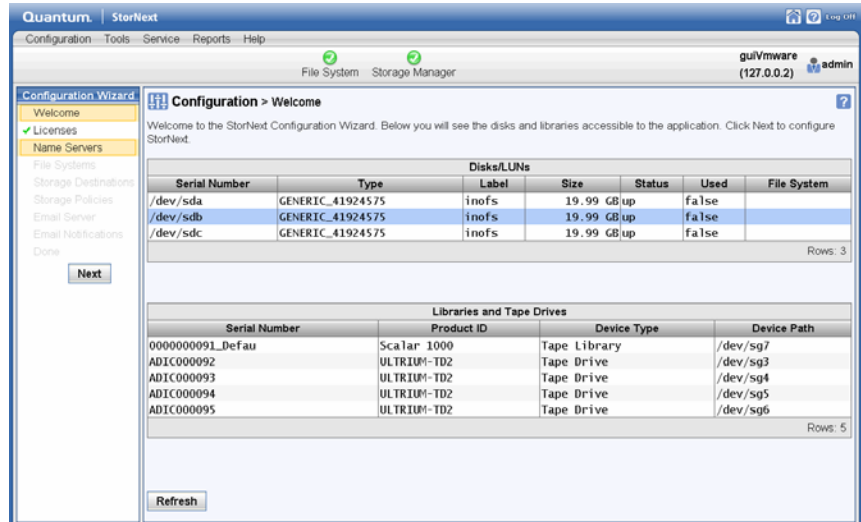 Quantum. StorNext
Log Off
Configuration Tools Service Reports Help
File System Storage Manager
guiVmware
(127.0.0.2)
admin
Configuration Wizard
Welcome
Licenses
Name Servers
File Systems
Storage Destinations
Storage Policies
Email Server
Email Notifications
Done
Next
Configuration > Welcome
Welcome to the StorNext Configuration Wizard. Below you will see the disks and libraries accessible to the application. Click Next to configure
StorNext.
Disks/LUNs
Serial Number Type Label Size Status Used File System
/dev/sda GENERIC_41924575 inofs 19.99 GB up false
/dev/sdb GENERIC_41924575 inofs 19.99 GB up false
/dev/sdc GENERIC_41924575 inofs 19.99 GB up false
Rows: 3
Libraries and Tape Drives
Serial Number Product ID Device Type Device Path
0000000091_Defau Scalar 1000 Tape Library /dev/sg7
ADIC000092 ULTRIUM-TD2 Tape Drive /dev/sg3
ADIC000093 ULTRIUM-TD2 Tape Drive /dev/sg4
ADIC000094 ULTRIUM-TD2 Tape Drive /dev/sg5
ADIC000095 ULTRIUM-TD2 Tape Drive /dev/sg6
Rows: 5
Refresh